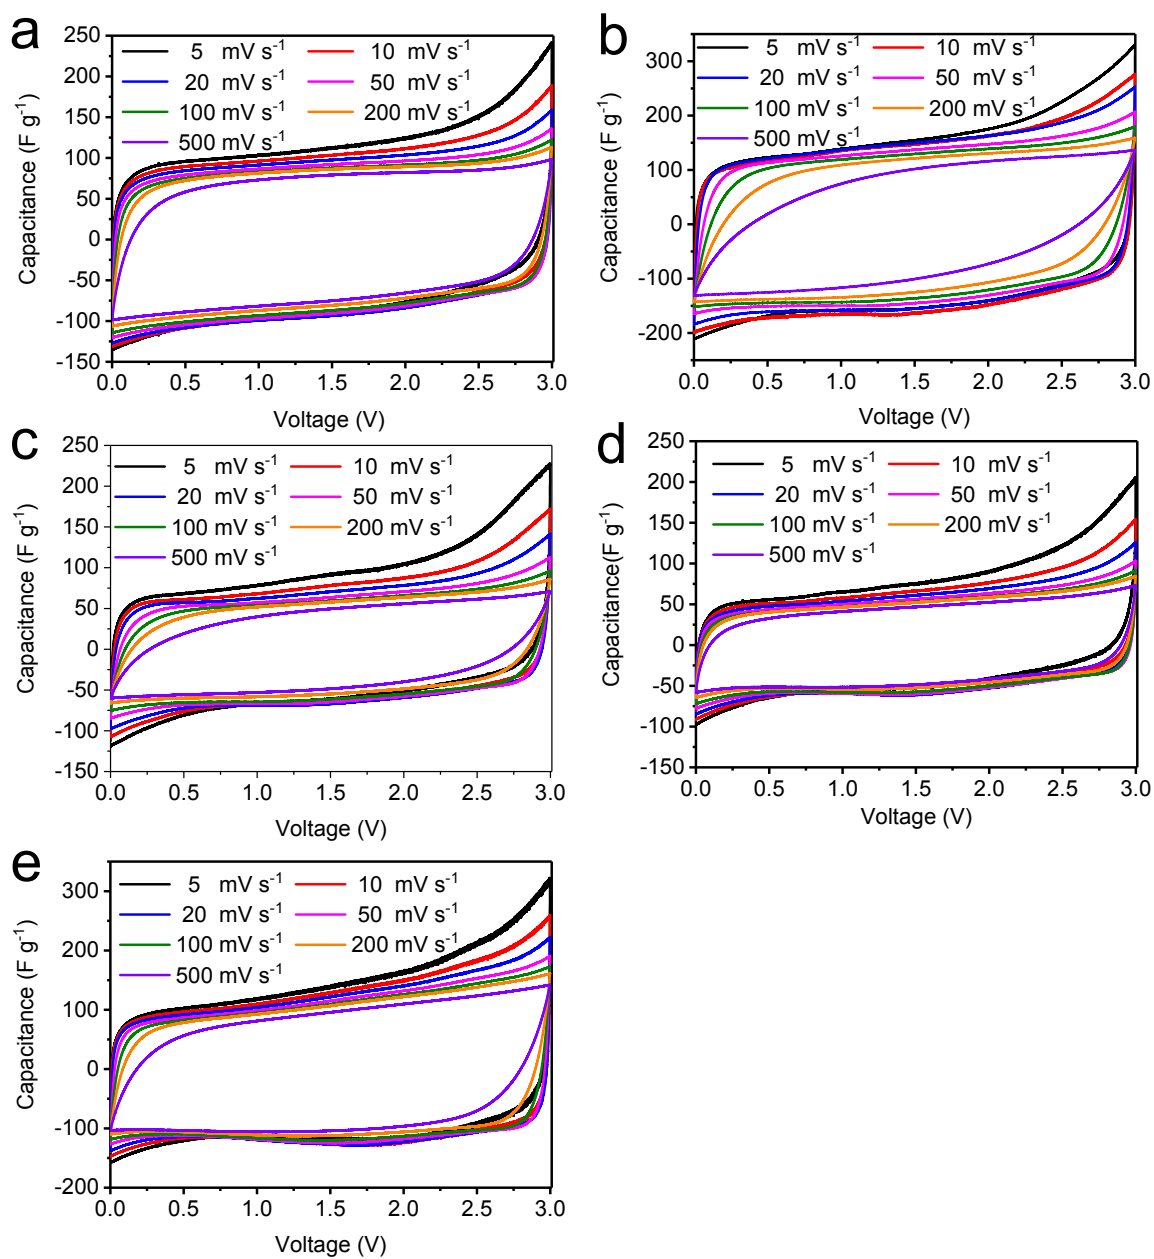 a
250
200
150
100
50
0
-50
-100
-150
Capacitance (F g⁻¹)
5 mV s⁻¹ 10 mV s⁻¹
20 mV s⁻¹ 50 mV s⁻¹
100 mV s⁻¹ 200 mV s⁻¹
500 mV s⁻¹
0.0 0.5 1.0 1.5 2.0 2.5 3.0
Voltage (V)
b
300
200
100
0
-100
-200
Capacitance (F g⁻¹)
5 mV s⁻¹ 10 mV s⁻¹
20 mV s⁻¹ 50 mV s⁻¹
100 mV s⁻¹ 200 mV s⁻¹
500 mV s⁻¹
0.0 0.5 1.0 1.5 2.0 2.5 3.0
Voltage (V)
c
250
200
150
100
50
0
-50
-100
-150
Capacitance (F g⁻¹)
5 mV s⁻¹ 10 mV s⁻¹
20 mV s⁻¹ 50 mV s⁻¹
100 mV s⁻¹ 200 mV s⁻¹
500 mV s⁻¹
0.0 0.5 1.0 1.5 2.0 2.5 3.0
Voltage (V)
d
250
200
150
100
50
0
-50
-100
-150
Capacitance(F g⁻¹)
5 mV s⁻¹ 10 mV s⁻¹
20 mV s⁻¹ 50 mV s⁻¹
100 mV s⁻¹ 200 mV s⁻¹
500 mV s⁻¹
0.0 0.5 1.0 1.5 2.0 2.5 3.0
Voltage (V)
e
300
200
100
0
-100
-200
Capacitance (F g⁻¹)
5 mV s⁻¹ 10 mV s⁻¹
20 mV s⁻¹ 50 mV s⁻¹
100 mV s⁻¹ 200 mV s⁻¹
500 mV s⁻¹
0.0 0.5 1.0 1.5 2.0 2.5 3.0
Voltage (V)